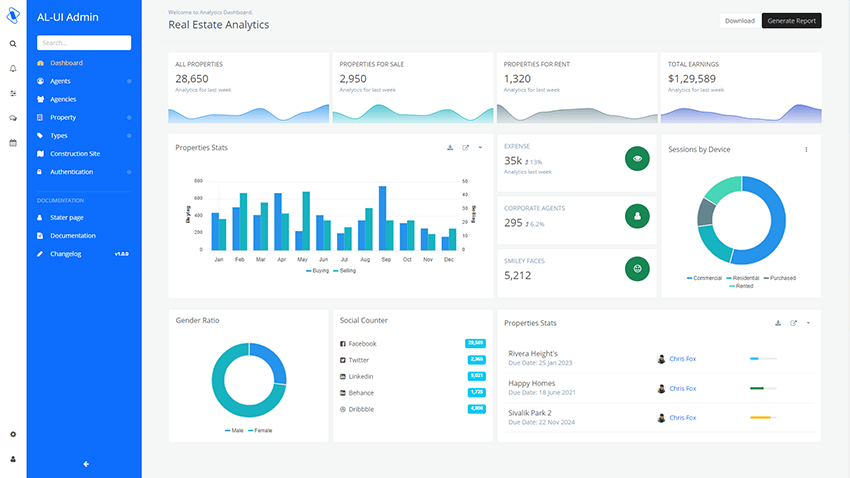 AL-UI Admin
Search...
Dashboard
Agents
Agencies
Property
Types
Construction Site
Authentication
DOCUMENTATION
Stater page
Documentation
Changelog v1.0.0
Welcome to Analytics Dashboard.
Real Estate Analytics
Download Generate Report
ALL PROPERTIES
28,650
Analytics for last week
PROPERTIES FOR SALE
2,950
Analytics for last week
PROPERTIES FOR RENT
1,320
Analytics for last week
TOTAL EARNINGS
$1,29,589
Analytics for last week
Properties Stats
Buying
800
600
400
200
0
50
40
30
20
10
0
Selling
Jan Feb Mar Apr May Jun Jul Aug Sep Oct Nov Dec
Buying Selling
EXPENSE
35k 13%
Analytics last week
CORPORATE AGENTS
295 6.2%
SMILEY FACES
5,212
Sessions by Device
Commercial Residential Purchased
Rented
Gender Ratio
Male Female
Social Counter
Facebook
Twitter 2,365
Linkedin 9,021
Behance 1,725
Dribbble
Properties Stats
Rivera Height's
Due Date: 25 Jan 2023
Chris Fox
Happy Homes
Due Date: 18 June 2021
Chris Fox
Sivalik Park 2
Due Date: 22 Nov 2024
Chris Fox